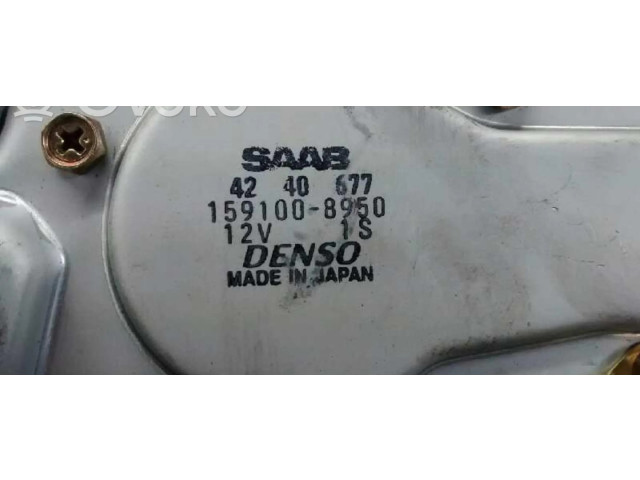 SAAB
42 40 677
159100-8950
12V 1S
DENSO
MADE IN JAPAN